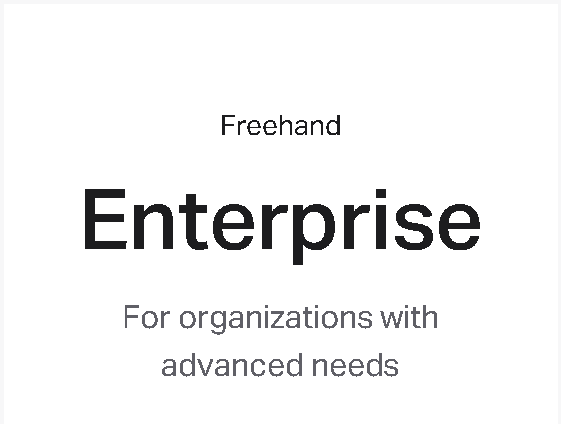 Freehand
Enterprise
For organizations with
advanced needs